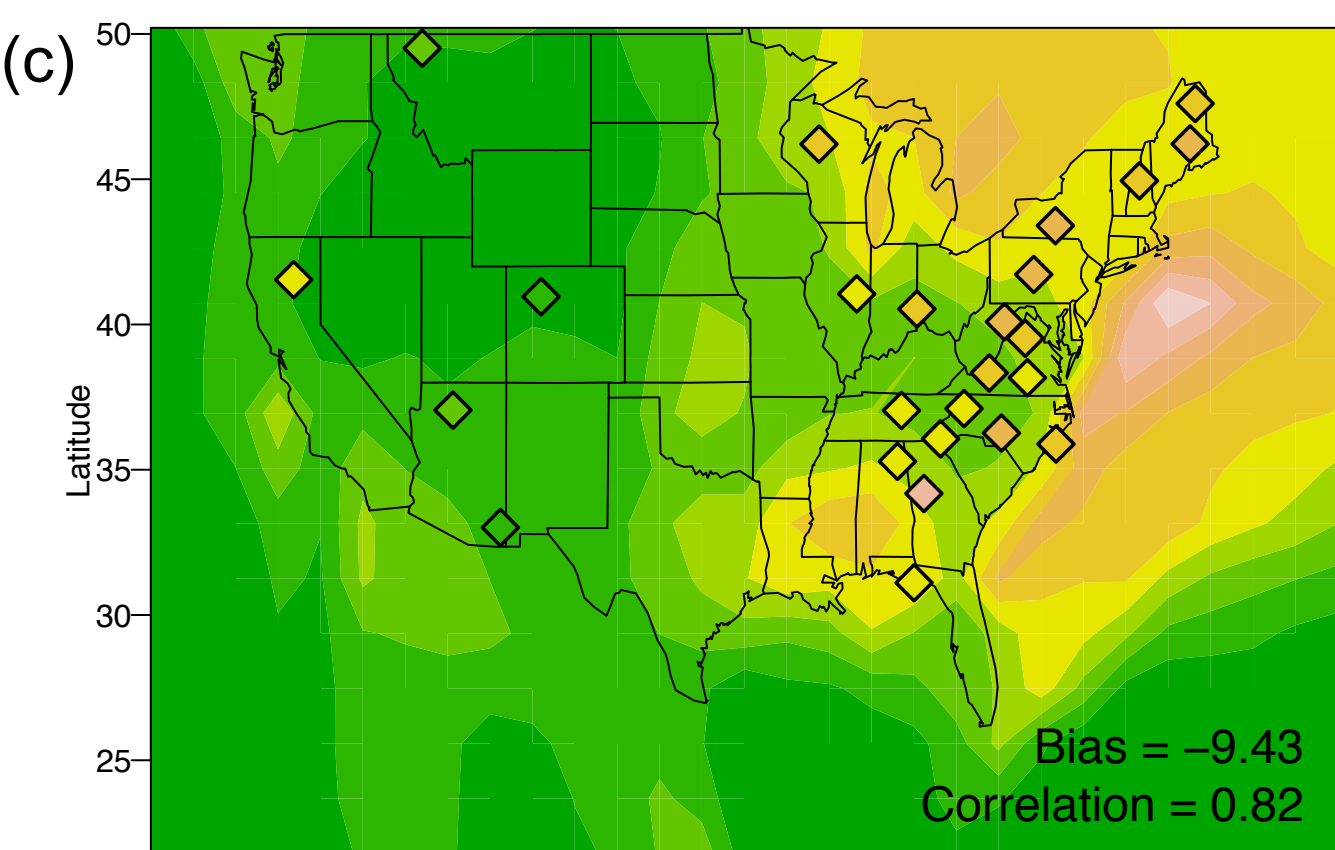 (c)
50
45
40
35
30
25
Latitude
Bias = −9.43
Correlation = 0.82